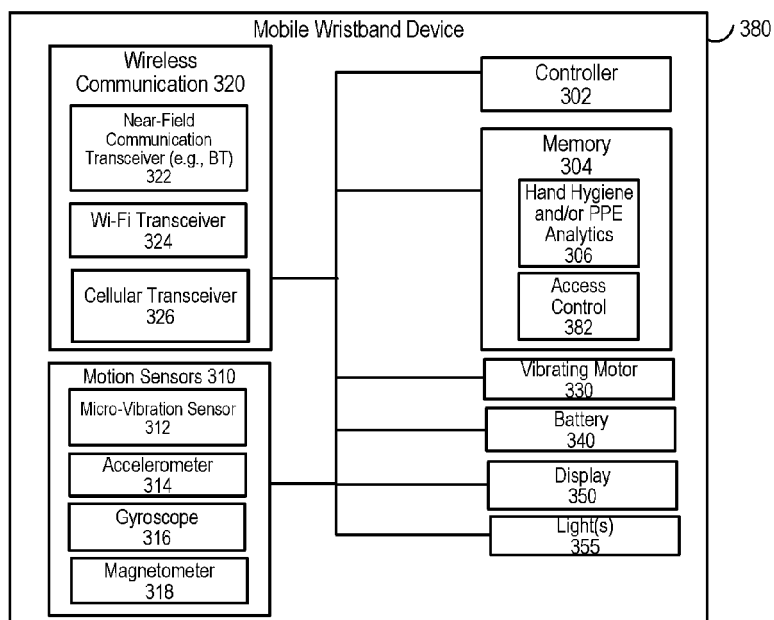 Mobile Wristband Device
380
Wireless
Communication 320
Near-Field
Communication
Transceiver (e.g., BT)
322
Wi-Fi Transceiver
324
Cellular Transceiver
326
Motion Sensors 310
Micro-Vibration Sensor
312
Accelerometer
314
Gyroscope
316
Magnetometer
318
Controller
302
Memory
304
Hand Hygiene
and/or PPE
Analytics
306
Access
Control
382
Vibrating Motor
330
Battery
340
Display
350
Light(s)
355